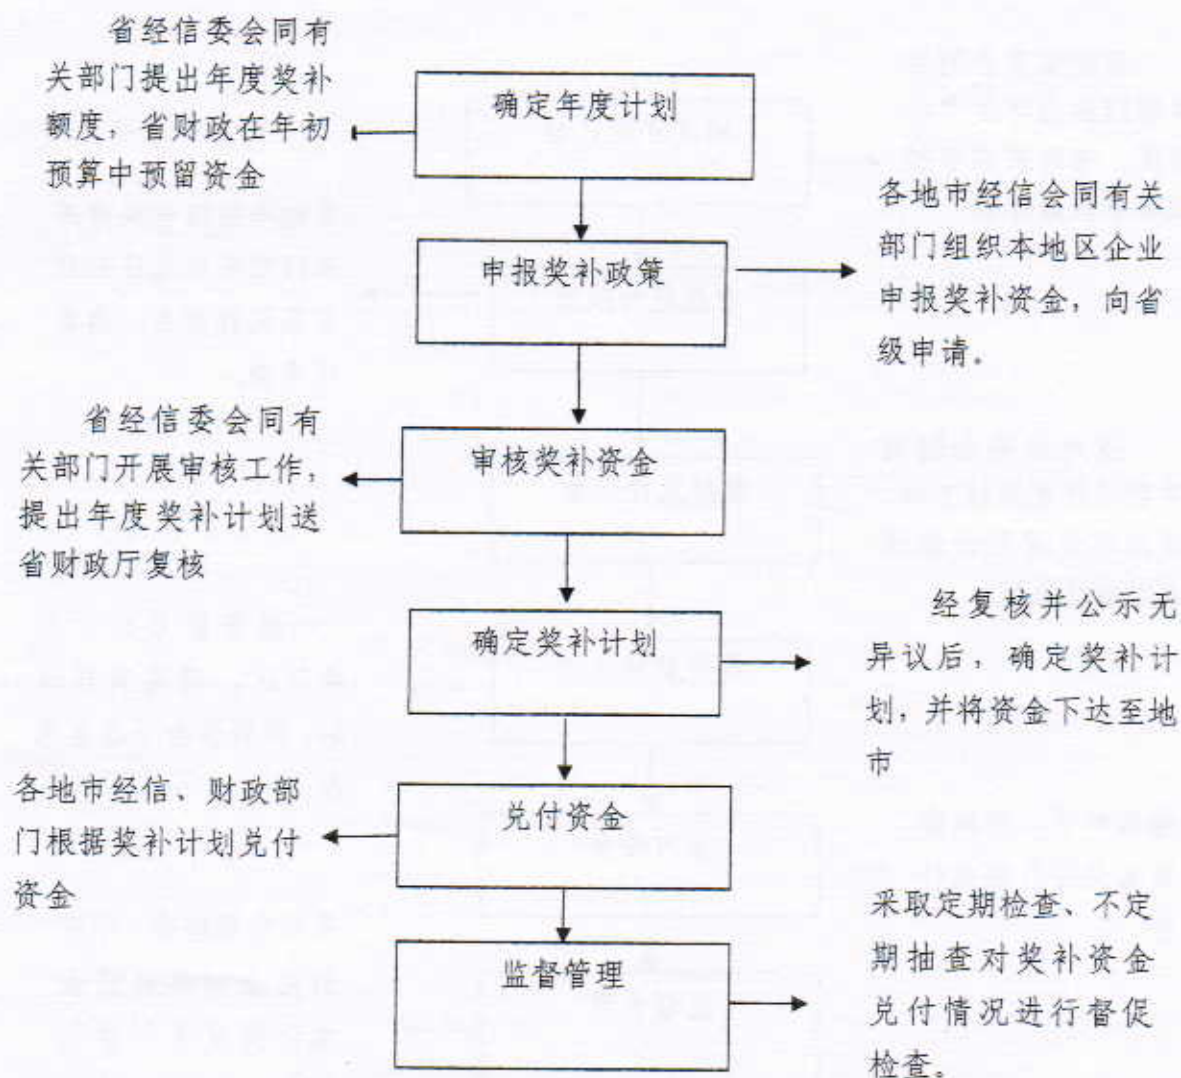 省经信委会同有
关部门提出年度奖补
额度，省财政在年初
预算中预留资金
确定年度计划
申报奖补政策
各地市经信会同有关
部门组织本地区企业
申报奖补资金，向省
级申请。
省经信委会同有
关部门开展审核工作，
提出年度奖补计划送
省财政厅复核
审核奖补资金
确定奖补计划
经复核并公示无
异议后，确定奖补计
划，并将资金下达至地
市
各地市经信、财政部
门根据奖补计划兑付
资金
兑付资金
监督管理
采取定期检查、不定
期抽查对奖补资金
兑付情况进行督促
检查。